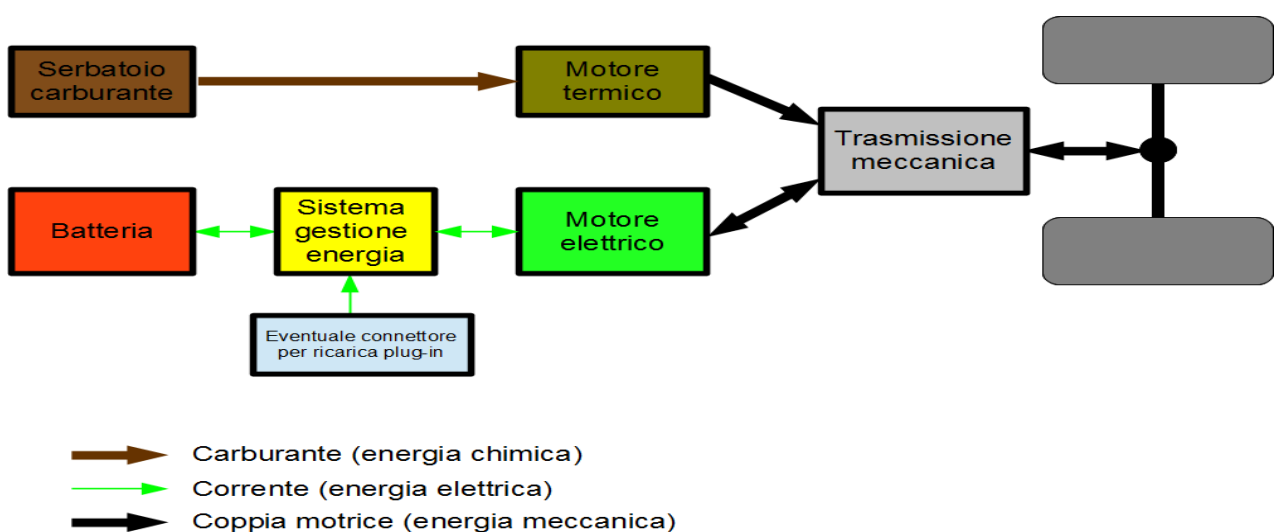 Serbatoio
carburante
Motore
termico
Trasmissione
meccanica
Batteria
Sistema
gestione
energia
Motore
elettrico
Eventuale connettore
per ricarica plug-in
Carburante (energia chimica)
Corrente (energia elettrica)
Coppia motrice (energia meccanica)